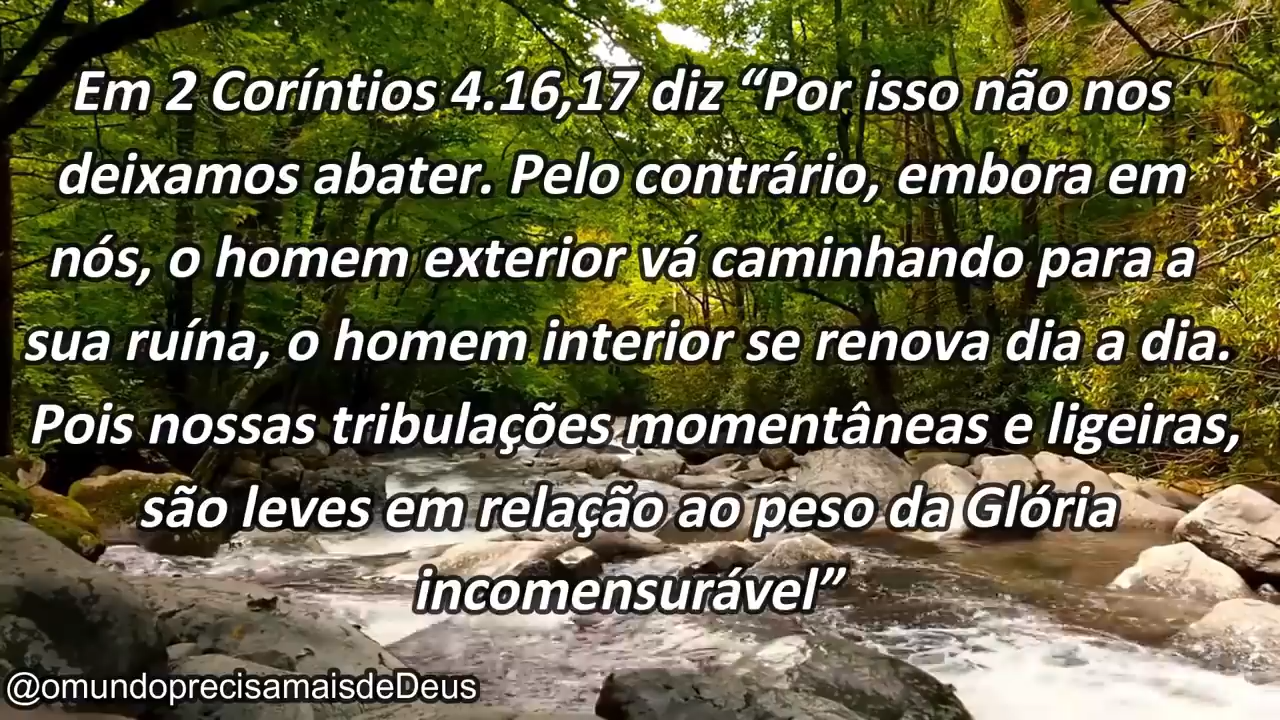 Em 2 Coríntios 4.16,17 diz “Por isso não nos
deixamos abater. Pelo contrário, embora em
nós, o homem exterior vá caminhando para a
sua ruína, o homem interior se renova dia a dia.
Pois nossas tribulações momentâneas e ligeiras,
são leves em relação ao peso da Glória
incomensurável”
@omundoprecisamaisdeDeus